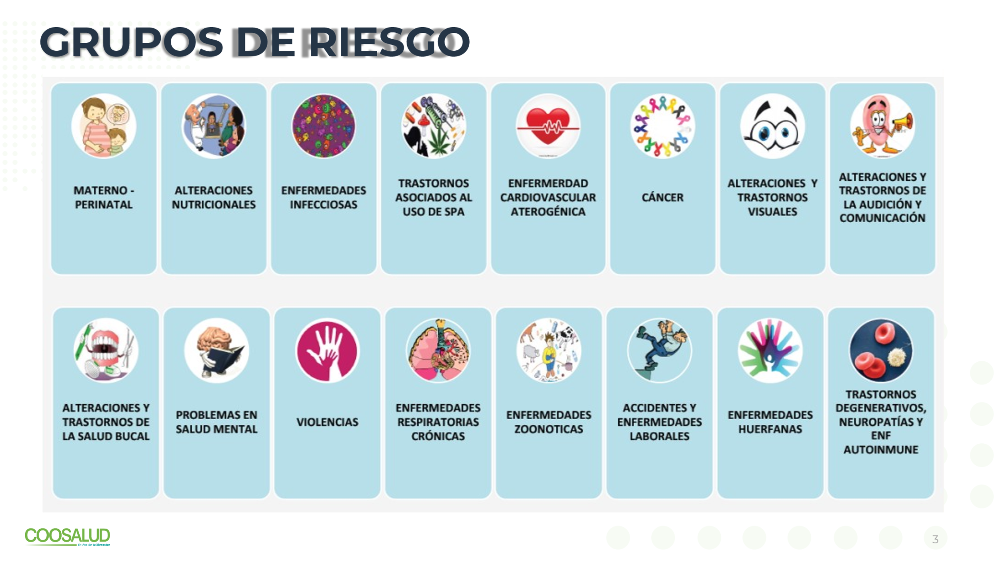 GRUPOS DE RIESGO
MATERNO -
PERINATAL
ALTERACIONES
NUTRICIONALES
ENFERMEDADES
INFECCIOSAS
TRASTORNOS
ASOCIADOS AL
USO DE SPA
ENFERMERDAD
CARDIOVASCULAR
ATEROGÉNICA
CÁNCER
ALTERACIONES Y
TRASTORNOS
VISUALES
ALTERACIONES Y
TRASTORNOS DE
LA AUDICIÓN Y
COMUNICACIÓN
ALTERACIONES Y
TRASTORNOS DE
LA SALUD BUCAL
PROBLEMAS EN
SALUD MENTAL
VIOLENCIAS
ENFERMEDADES
RESPIRATORIAS
CRÓNICAS
ENFERMEDADES
ZOONOTICAS
ACCIDENTES Y
ENFERMEDADES
LABORALES
ENFERMEDADES
HUERFANAS
TRASTORNOS
DEGENERATIVOS,
NEUROPATÍAS Y
ENF
AUTOINMUNE
COOSALUD
En Pos de tu bienestar
3